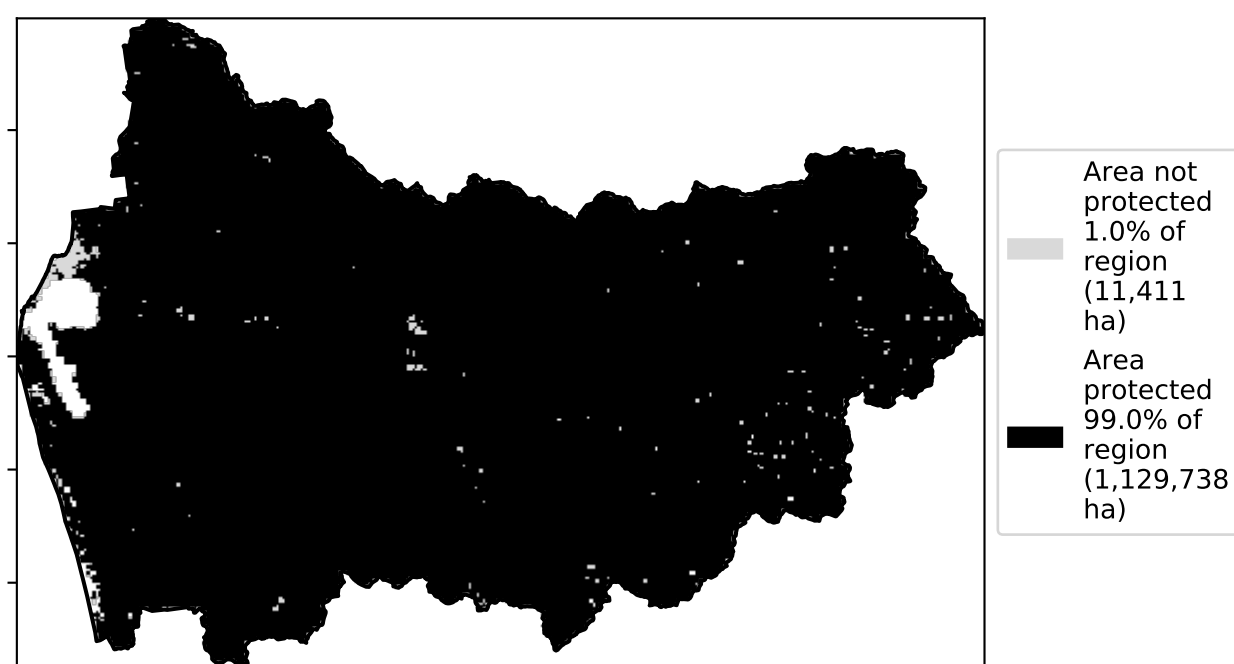 Area not
protected
1.0% of
region
(11,411
ha)
Area
protected
99.0% of
region
(1,129,738
ha)